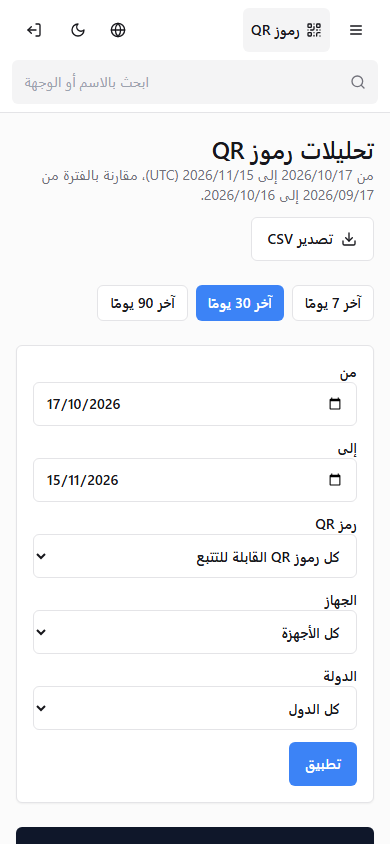 رموز QR
ابحث بالاسم أو الوجهة
تحليلات رموز QR
من 2026/10/17 إلى 2026/11/15 (UTC)، مقارنة بالفترة من
2026/09/17 إلى 2026/10/16.
تصدير CSV
آخر 7 يومًا
آخر 30 يومًا
آخر 90 يومًا
من
17/10/2026
إلى
15/11/2026
رمز QR
كل رموز QR القابلة للتتبع
الجهاز
كل الأجهزة
الدولة
كل الدول
تطبيق